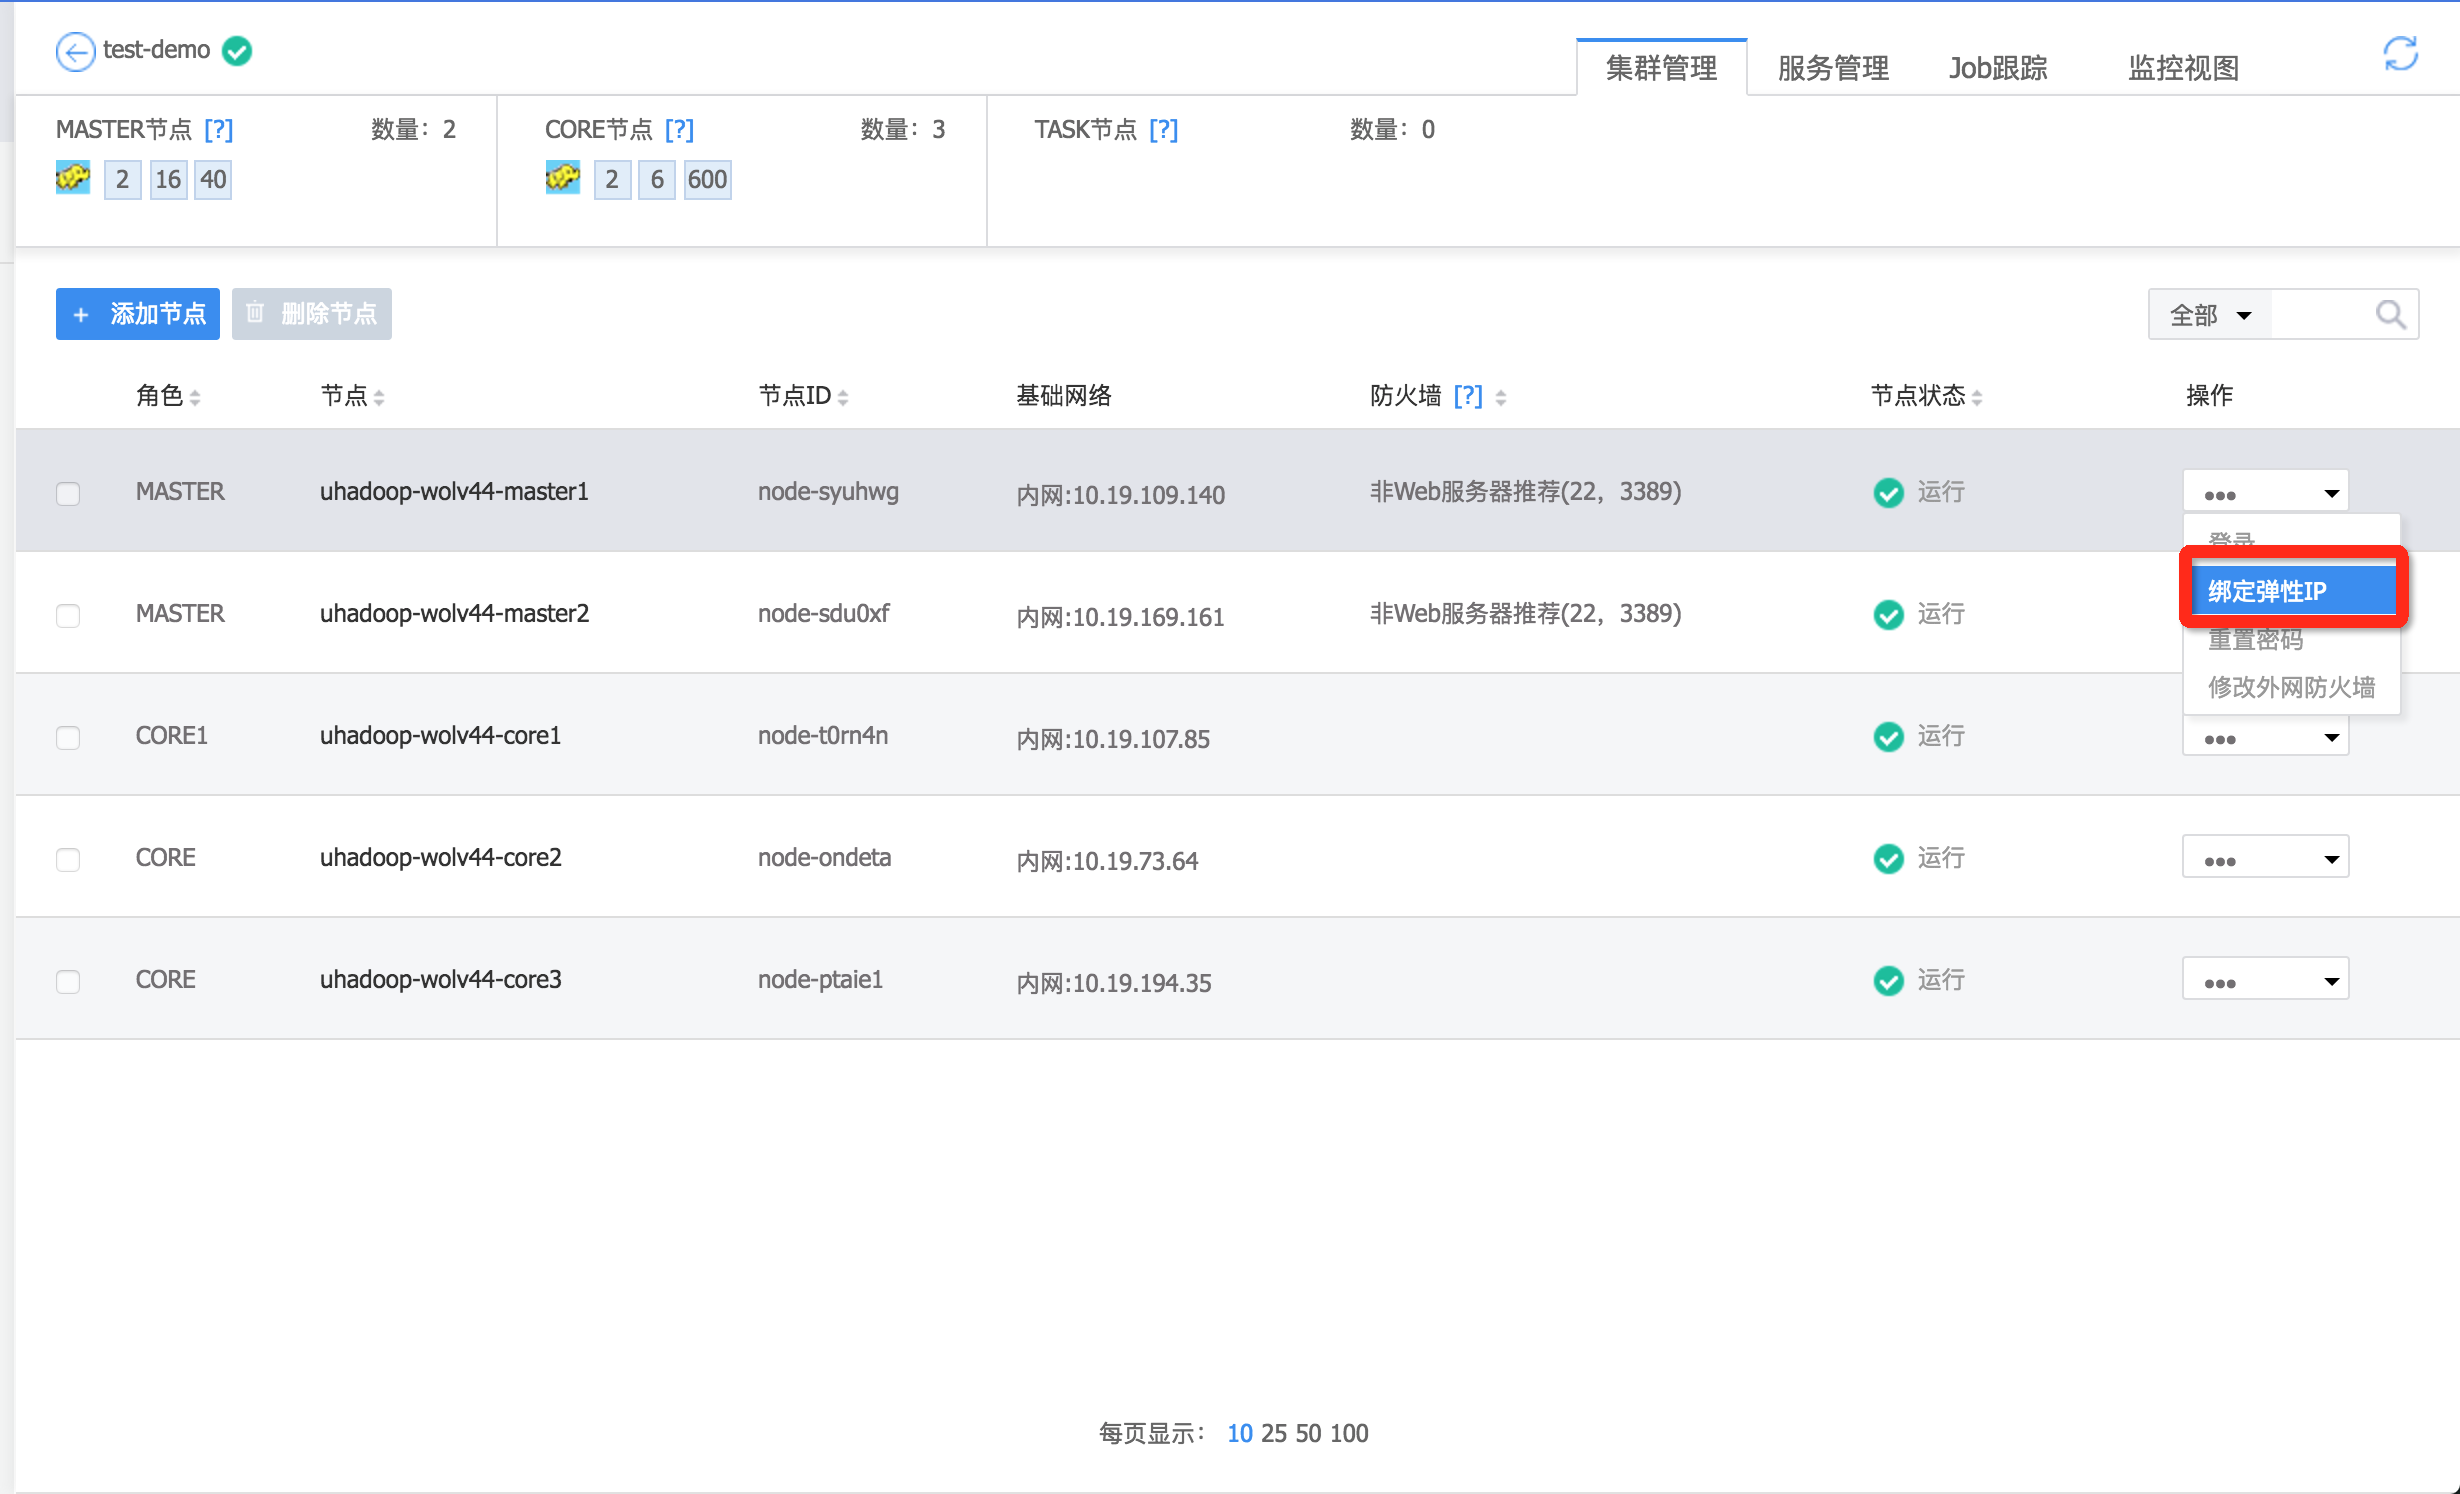 test-demo
集群管理 服务管理 Job跟踪 监控视图
MASTER节点 [?] 数量：2 CORE节点 [?] 数量：3 TASK节点 [?] 数量：0
2 16 40 2 6 600
+ 添加节点 删除节点 全部
角色 节点 节点ID 基础网络 防火墙 [?] 节点状态 操作
MASTER uhadoop-wolv44-master1 node-syuhwg 内网:10.19.109.140 非Web服务器推荐(22，3389) 运行 •••
登录
绑定弹性IP
MASTER uhadoop-wolv44-master2 node-sdu0xf 内网:10.19.169.161 非Web服务器推荐(22，3389) 运行
重置密码
修改外网防火墙
CORE1 uhadoop-wolv44-core1 node-t0rn4n 内网:10.19.107.85 运行 •••
CORE uhadoop-wolv44-core2 node-ondeta 内网:10.19.73.64 运行 •••
CORE uhadoop-wolv44-core3 node-ptaie1 内网:10.19.194.35 运行 •••
每页显示： 10 25 50 100